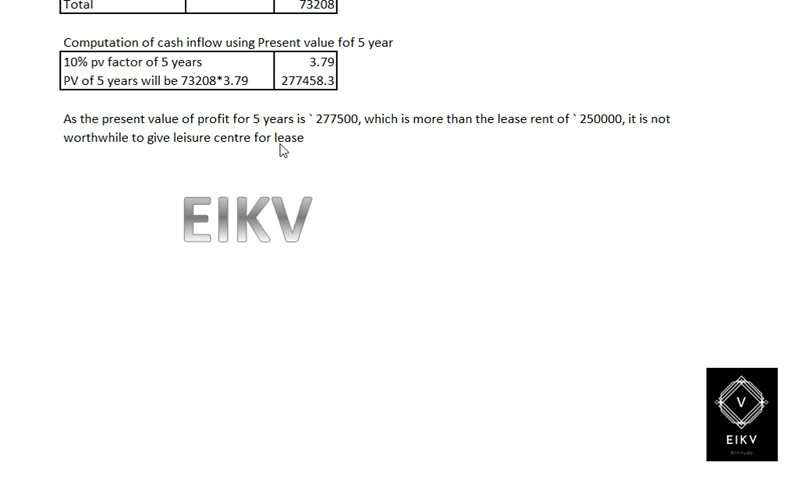 Total 73208
Computation of cash inflow using Present value fof 5 year
10% pv factor of 5 years 3.79
PV of 5 years will be 73208*3.79 277458.3
As the present value of profit for 5 years is ` 277500, which is more than the lease rent of ` 250000, it is not
worthwhile to give leisure centre for lease
EIKV
V
EIKV
Attitude